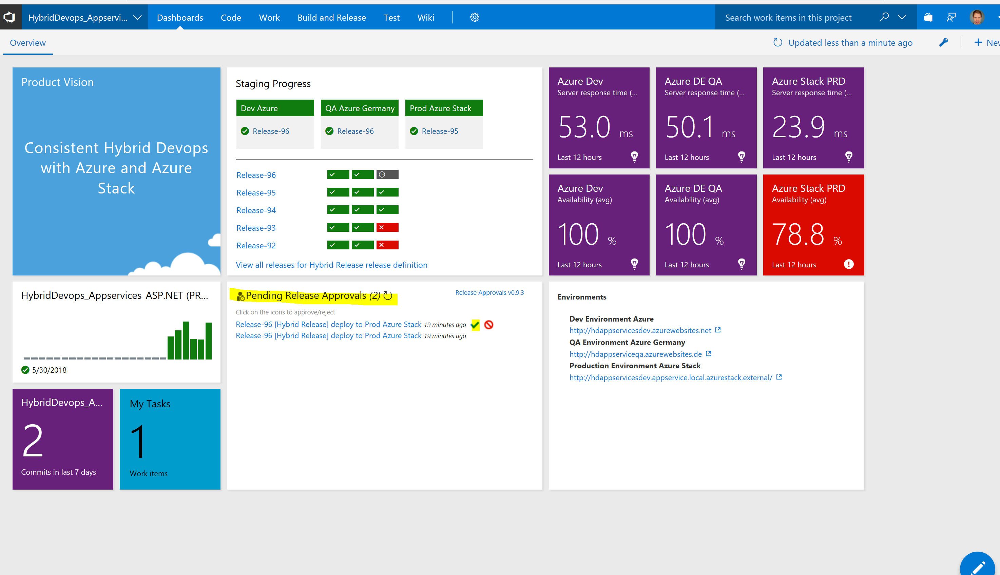 HybridDevops_Appservi...
Dashboards
Code
Work
Build and Release
Test
Wiki
Search work items in this project
Overview
Updated less than a minute ago
Product Vision
Consistent Hybrid Devops
with Azure and Azure
Stack
Staging Progress
Dev Azure
QA Azure Germany
Prod Azure Stack
Release-96
Release-96
Release-95
Release-96
Release-95
Release-94
Release-93
Release-92
View all releases for Hybrid Release release definition
Azure Dev
Server response time (...
53.0 ms
Last 12 hours
Azure DE QA
Server response time (...
50.1 ms
Last 12 hours
Azure Stack PRD
Server response time (...
23.9 ms
Last 12 hours
Azure Dev
Availability (avg)
100 %
Last 12 hours
Azure DE QA
Availability (avg)
100 %
Last 12 hours
Azure Stack PRD
Availability (avg)
78.8 %
Last 12 hours
HybridDevops_Appservices-ASP.NET (PR...
5/30/2018
Pending Release Approvals (2)
Release Approvals v0.9.3
Click on the icons to approve/reject
Release-96 [Hybrid Release] deploy to Prod Azure Stack 19 minutes ago
Release-96 [Hybrid Release] deploy to Prod Azure Stack 19 minutes ago
Environments
Dev Environment Azure
http://hdappservicesdev.azurewebsites.net
QA Environment Azure Germany
http://hdappserviceqa.azurewebsites.de
Production Environment Azure Stack
http://hdappservicesdev.appservice.local.azurestack.external/
HybridDevops_A...
2
Commits in last 7 days
My Tasks
1
Work items